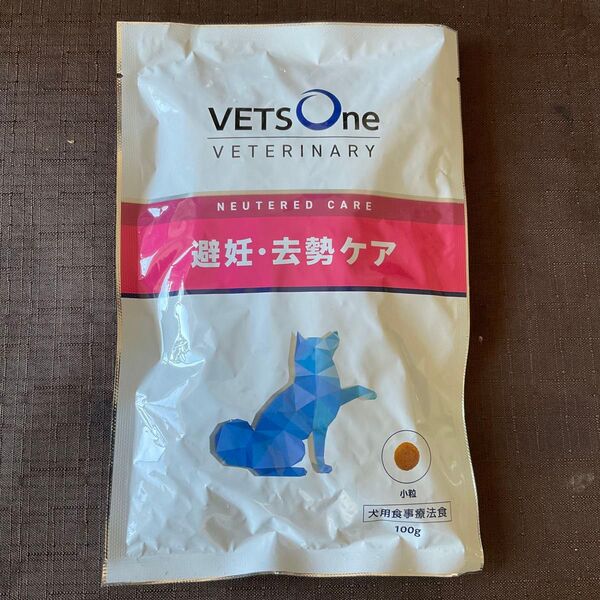 VETSOne
VETERINARY
NEUTERED CARE
避妊・去勢ケア
小粒
犬用食事療法食
100g